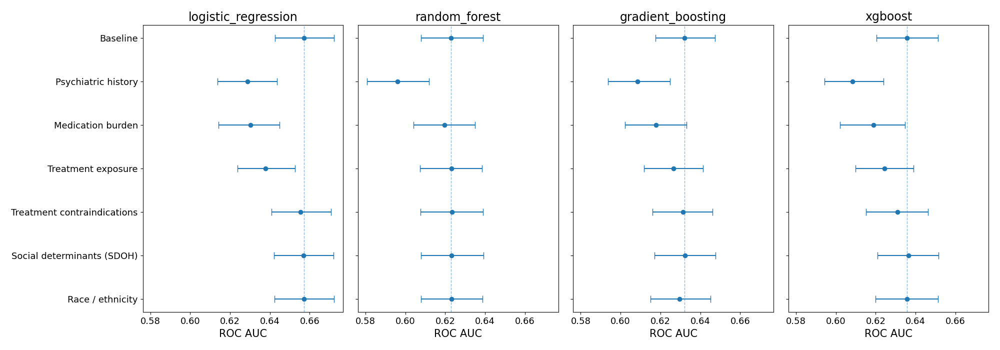 logistic_regression
random_forest
gradient_boosting
xgboost
Baseline
Psychiatric history
Medication burden
Treatment exposure
Treatment contraindications
Social determinants (SDOH)
Race / ethnicity
0.58 0.60 0.62 0.64 0.66
0.58 0.60 0.62 0.64 0.66
0.58 0.60 0.62 0.64 0.66
0.58 0.60 0.62 0.64 0.66
ROC AUC
ROC AUC
ROC AUC
ROC AUC